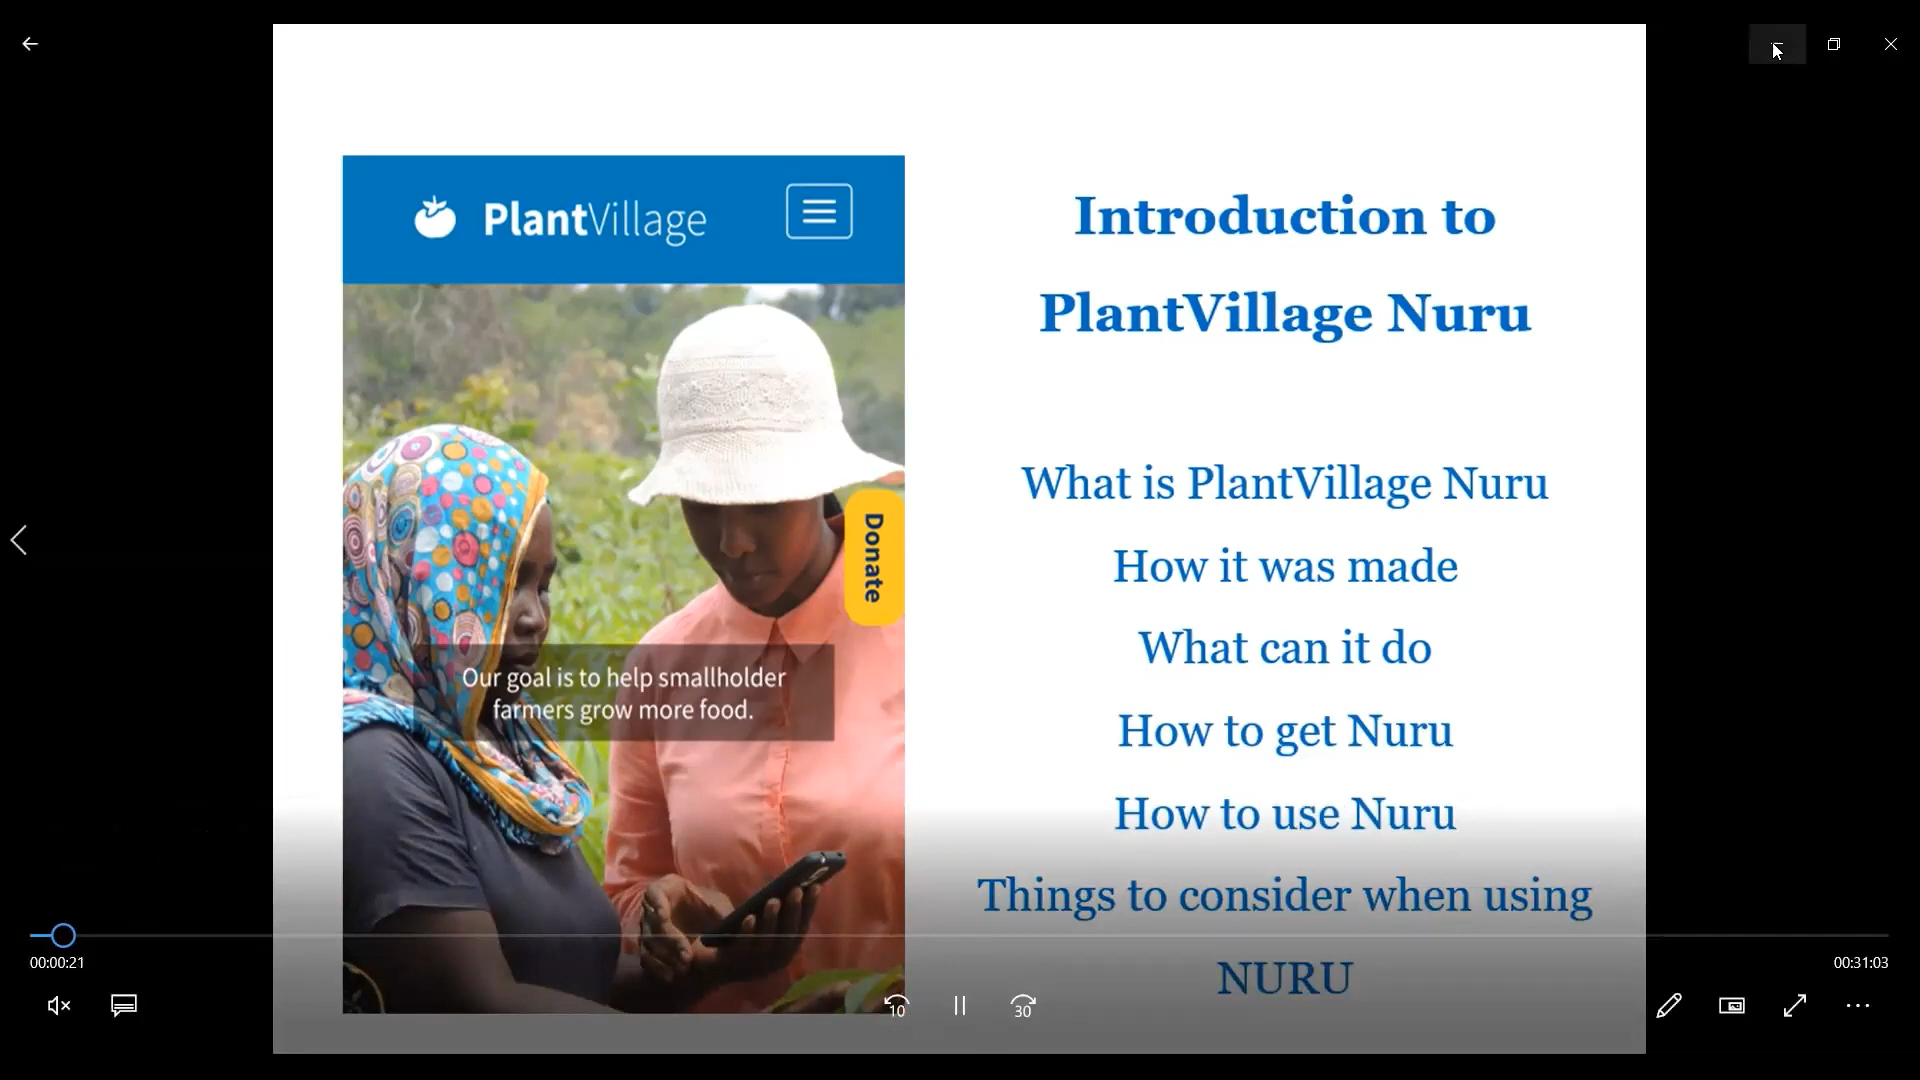 PlantVillage
Introduction to
PlantVillage Nuru
What is PlantVillage Nuru
How it was made
What can it do
How to get Nuru
How to use Nuru
Things to consider when using
NURU
Donate
Our goal is to help smallholder
farmers grow more food.
00:00:21
00:31:03
10
30